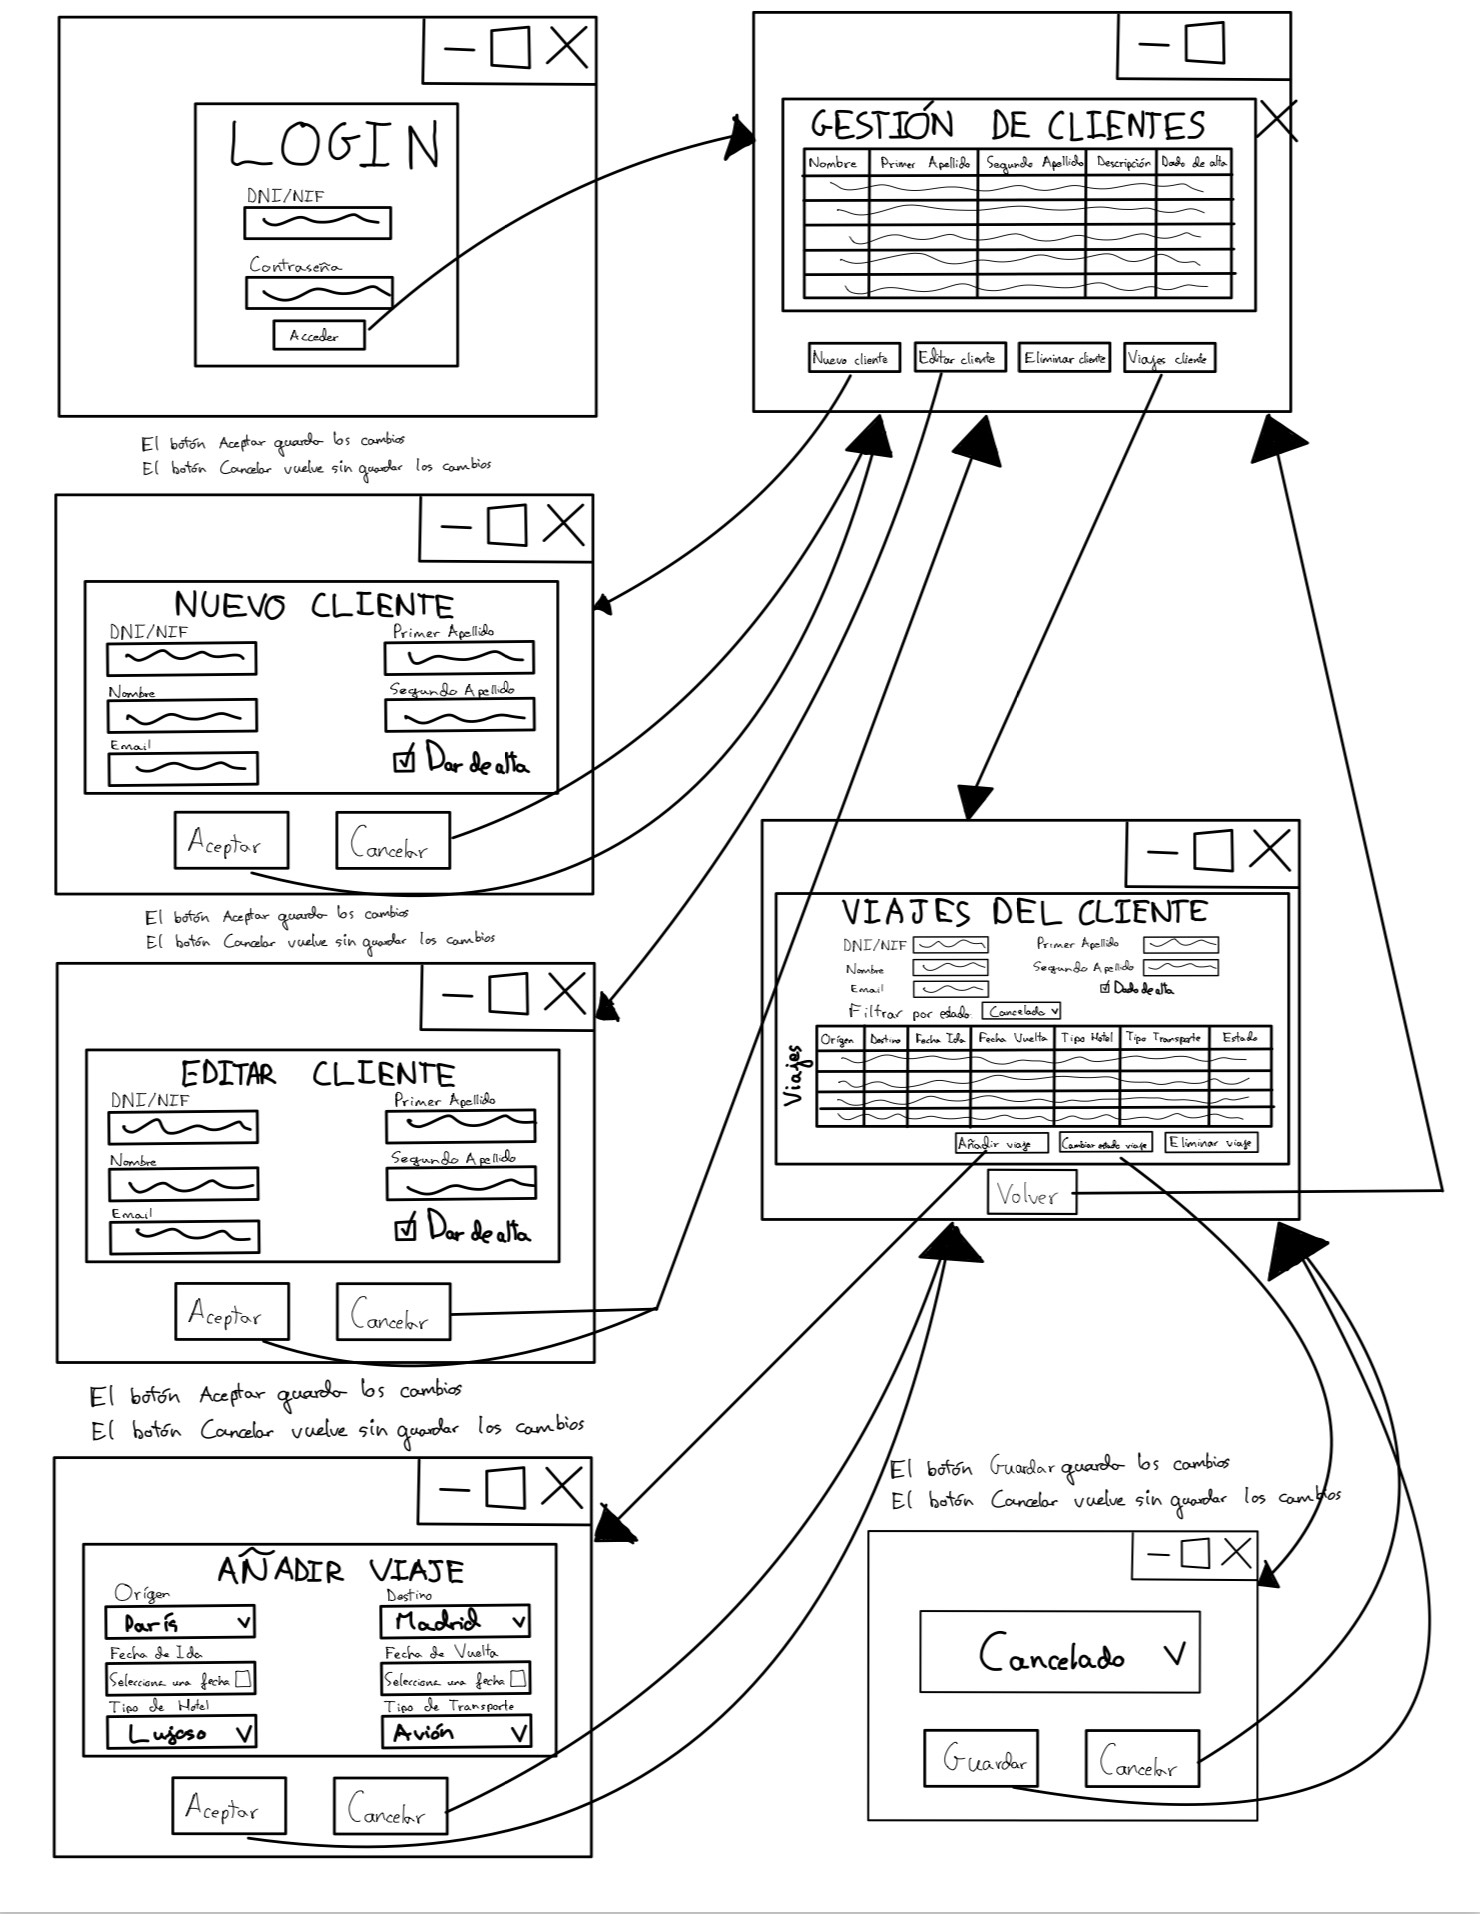 LOGIN
DNI/NIF
Contraseña
Acceder
GESTIÓN DE CLIENTES
Nombre Primer Apellido Segundo Apellido Descripción Dado de alta
Nuevo cliente Editar cliente Eliminar cliente Viajes cliente
El botón Aceptar guarda los cambios
El botón Cancelar vuelve sin guardar los cambios
NUEVO CLIENTE
DNI/NIF Primer Apellido
Nombre Segundo Apellido
Email
Dar de alta
Aceptar Cancelar
El botón Aceptar guarda los cambios
El botón Cancelar vuelve sin guardar los cambios
EDITAR CLIENTE
DNI/NIF Primer Apellido
Nombre Segundo Apellido
Email
Dar de alta
Aceptar Cancelar
VIAJES DEL CLIENTE
DNI/NIF Primer Apellido
Nombre Segundo Apellido
Email Dado de alta
Filtrar por estado Cancelado
Viajes
Orígen Destino Fecha Ida Fecha Vuelta Tipo Hotel Tipo Transporte Estado
Añadir viaje Cambiar estado viaje Eliminar viaje
Volver
El botón Aceptar guarda los cambios
El botón Cancelar vuelve sin guardar los cambios
AÑADIR VIAJE
Orígen Destino
París Madrid
Fecha de Ida Fecha de Vuelta
Seleccione una fecha Seleccione una fecha
Tipo de Hotel Tipo de Transporte
Lujoso Avión
Aceptar Cancelar
El botón Guardar guarda los cambios
El botón Cancelar vuelve sin guardar los cambios
Cancelado
Guardar Cancelar